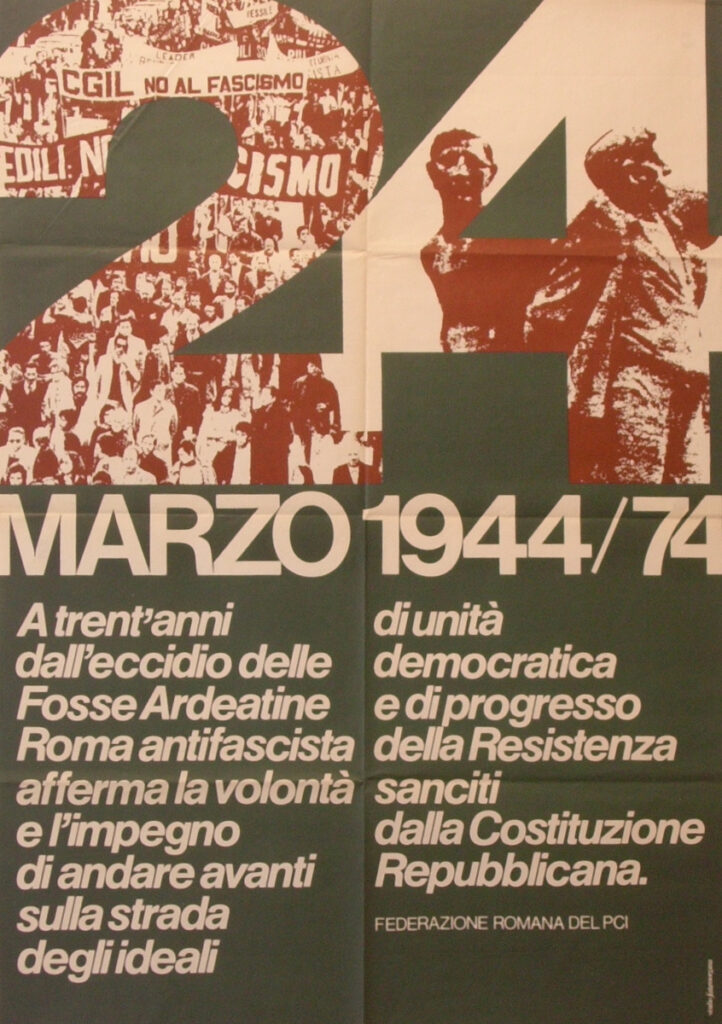 LEADER
CGIL NO AL FASCISMO
EDILI NO
CISMO
24
MARZO 1944/74
A trent'anni
dall'eccidio delle
Fosse Ardeatine
Roma antifascista
afferma la volontà
e l'impegno
di andare avanti
sulla strada
degli ideali
di unità
democratica
e di progresso
della Resistenza
sanciti
dalla Costituzione
Repubblicana.
FEDERAZIONE ROMANA DEL PCI